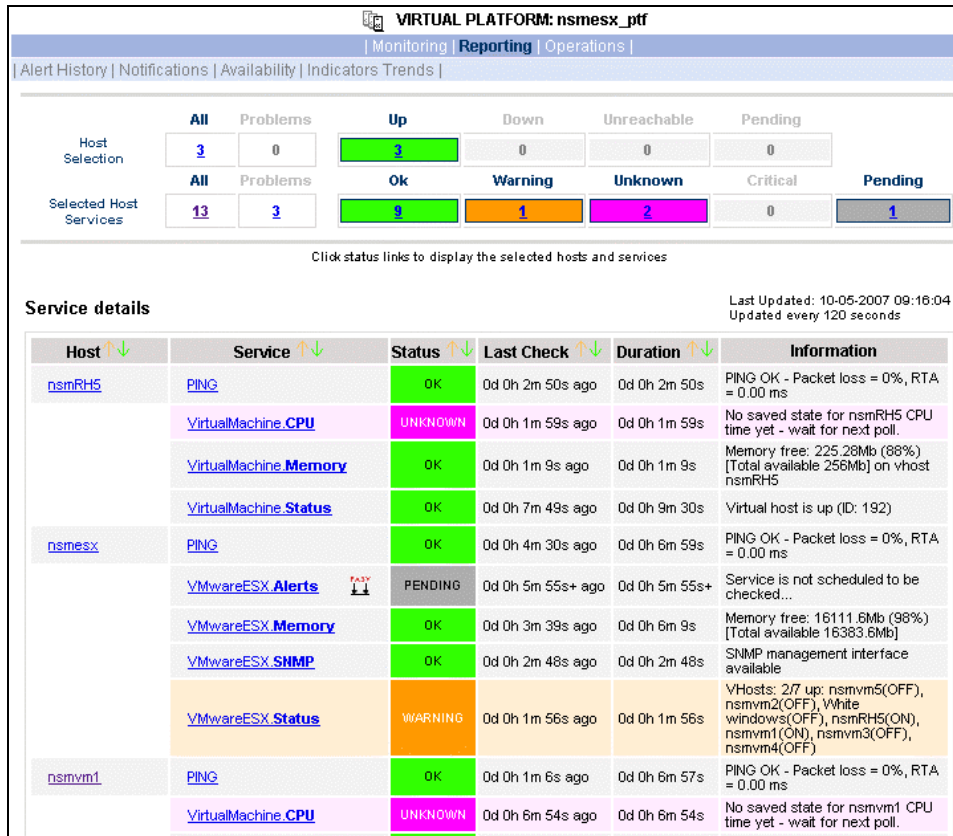 VIRTUAL PLATFORM: nsmesx_ptf
| Monitoring | Reporting | Operations |
| Alert History | Notifications | Availability | Indicators Trends |
All Problems Up Down Unreachable Pending
Host Selection 3 0 3 0 0 0
All Problems Ok Warning Unknown Critical Pending
Selected Host Services 13 3 9 1 2 0 1
Click status links to display the selected hosts and services
Service details
Last Updated: 10-05-2007 09:16:04
Updated every 120 seconds
Host Service Status Last Check Duration Information
nsmRH5 PING OK 0d 0h 2m 50s ago 0d 0h 2m 50s PING OK - Packet loss = 0%, RTA
= 0.00 ms
VirtualMachine.CPU UNKNOWN 0d 0h 1m 59s ago 0d 0h 1m 59s No saved state for nsmRH5 CPU
time yet - wait for next poll.
VirtualMachine.Memory OK 0d 0h 1m 9s ago 0d 0h 1m 9s Memory free: 225.28Mb (88%)
[Total available 256Mb] on vhost
nsmRH5
VirtualMachine.Status OK 0d 0h 7m 49s ago 0d 0h 9m 30s Virtual host is up (ID: 192)
nsmesx PING OK 0d 0h 4m 30s ago 0d 0h 6m 59s PING OK - Packet loss = 0%, RTA
= 0.00 ms
VMwareESX.Alerts PASV PENDING 0d 0h 5m 55s+ ago 0d 0h 5m 55s+ Service is not scheduled to be
checked...
VMwareESX.Memory OK 0d 0h 3m 39s ago 0d 0h 6m 9s Memory free: 16111.6Mb (98%)
[Total available 16383.6Mb]
VMwareESX.SNMP OK 0d 0h 2m 48s ago 0d 0h 2m 48s SNMP management interface
available
VMwareESX.Status WARNING 0d 0h 1m 56s ago 0d 0h 1m 56s VHosts: 2/7 up: nsmvm5(OFF),
nsmvm2(OFF), White
windows(OFF), nsmRH5(ON),
nsmvm1(ON), nsmvm3(OFF),
nsmvm4(OFF)
nsmvm1 PING OK 0d 0h 1m 6s ago 0d 0h 6m 57s PING OK - Packet loss = 0%, RTA
= 0.00 ms
VirtualMachine.CPU UNKNOWN 0d 0h 6m 54s ago 0d 0h 6m 54s No saved state for nsmvm1 CPU
time yet - wait for next poll.